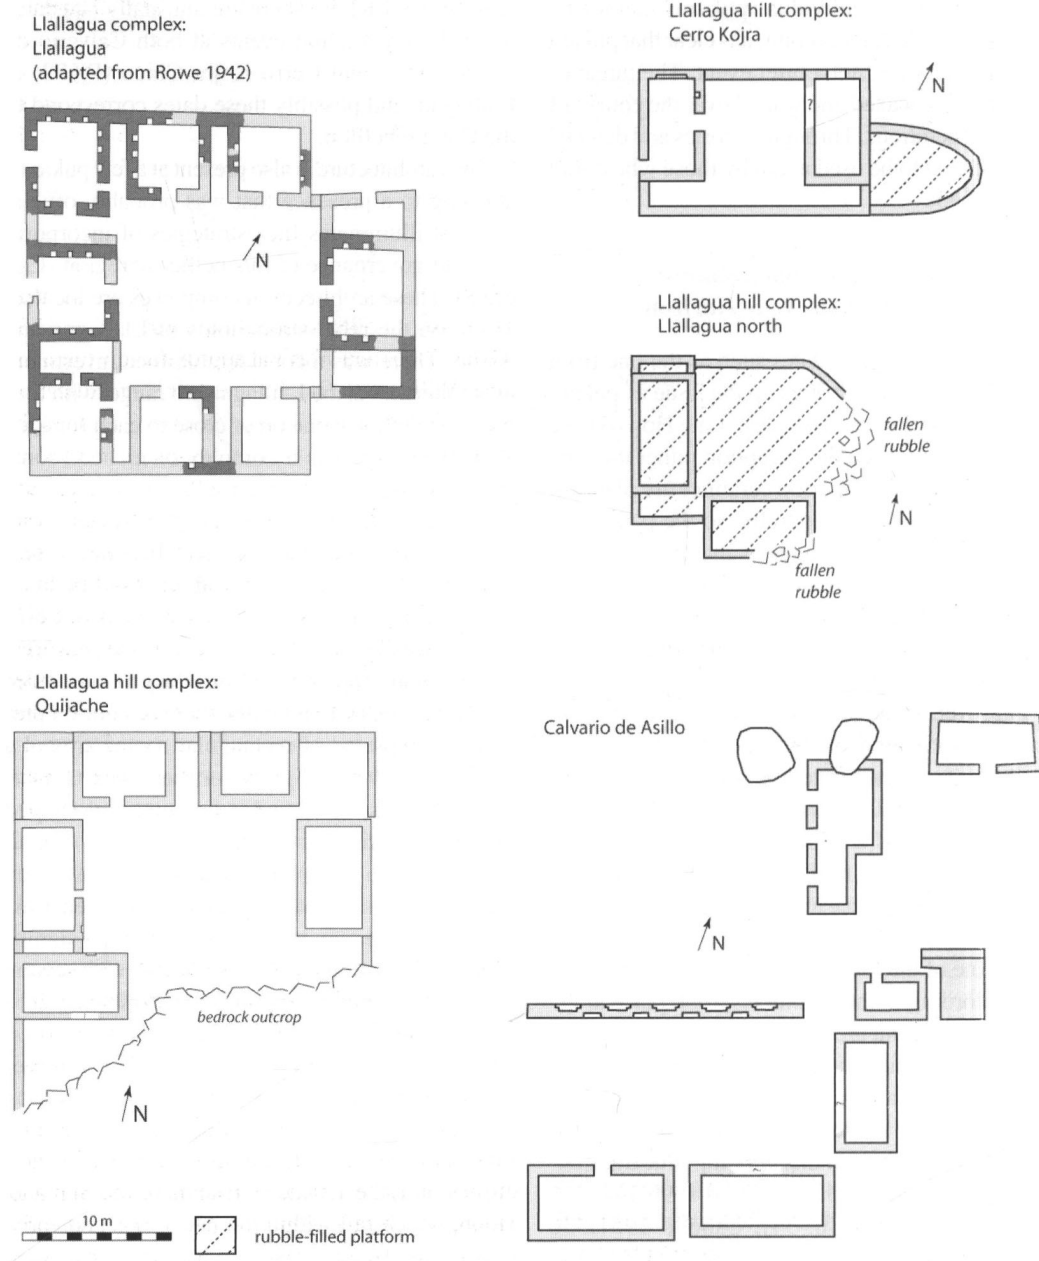 Llallagua complex:
Llallagua
(adapted from Rowe 1942)
N
Llallagua hill complex:
Cerro Kojra
N
?
Llallagua hill complex:
Llallagua north
fallen
rubble
N
fallen
rubble
Llallagua hill complex:
Quijache
bedrock outcrop
N
Calvario de Asillo
N
10 m
rubble-filled platform